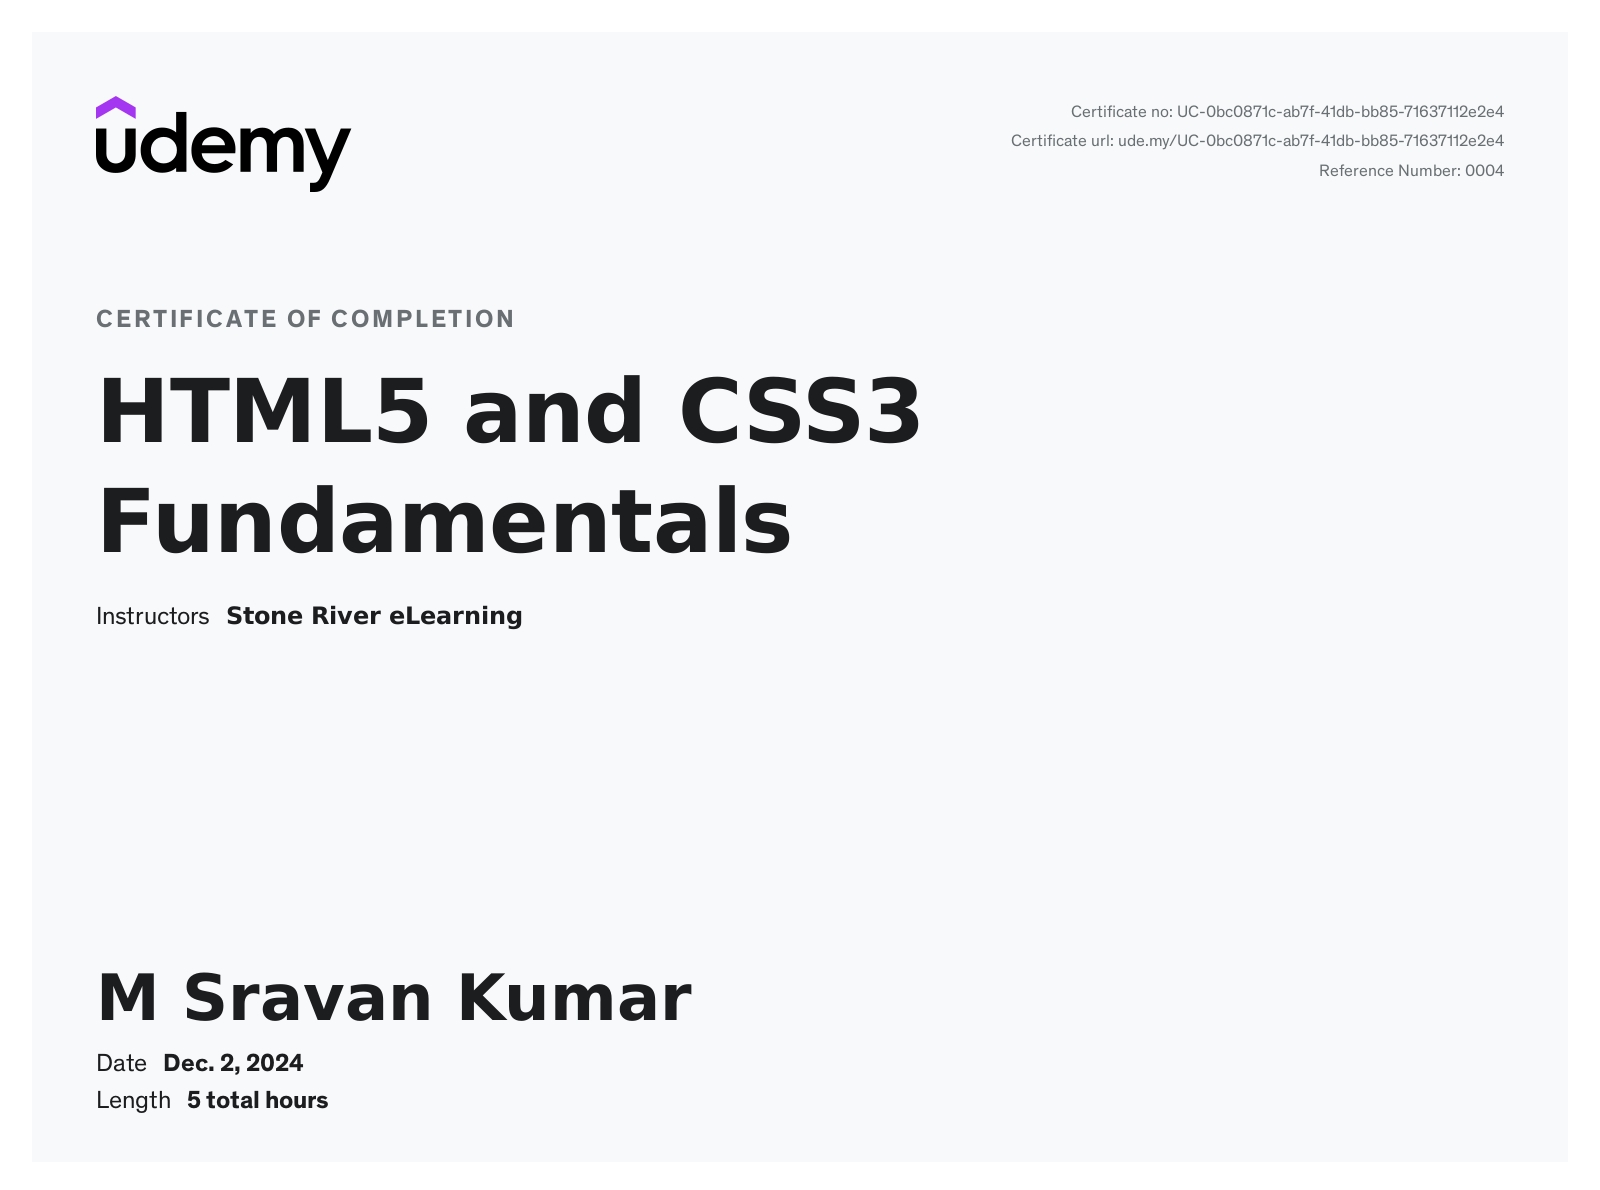 udemy
Certificate no: UC-0bc0871c-ab7f-41db-bb85-71637112e2e4
Certificate url: ude.my/UC-0bc0871c-ab7f-41db-bb85-71637112e2e4
Reference Number: 0004
CERTIFICATE OF COMPLETION
HTML5 and CSS3
Fundamentals
Instructors Stone River eLearning
M Sravan Kumar
Date Dec. 2, 2024
Length 5 total hours